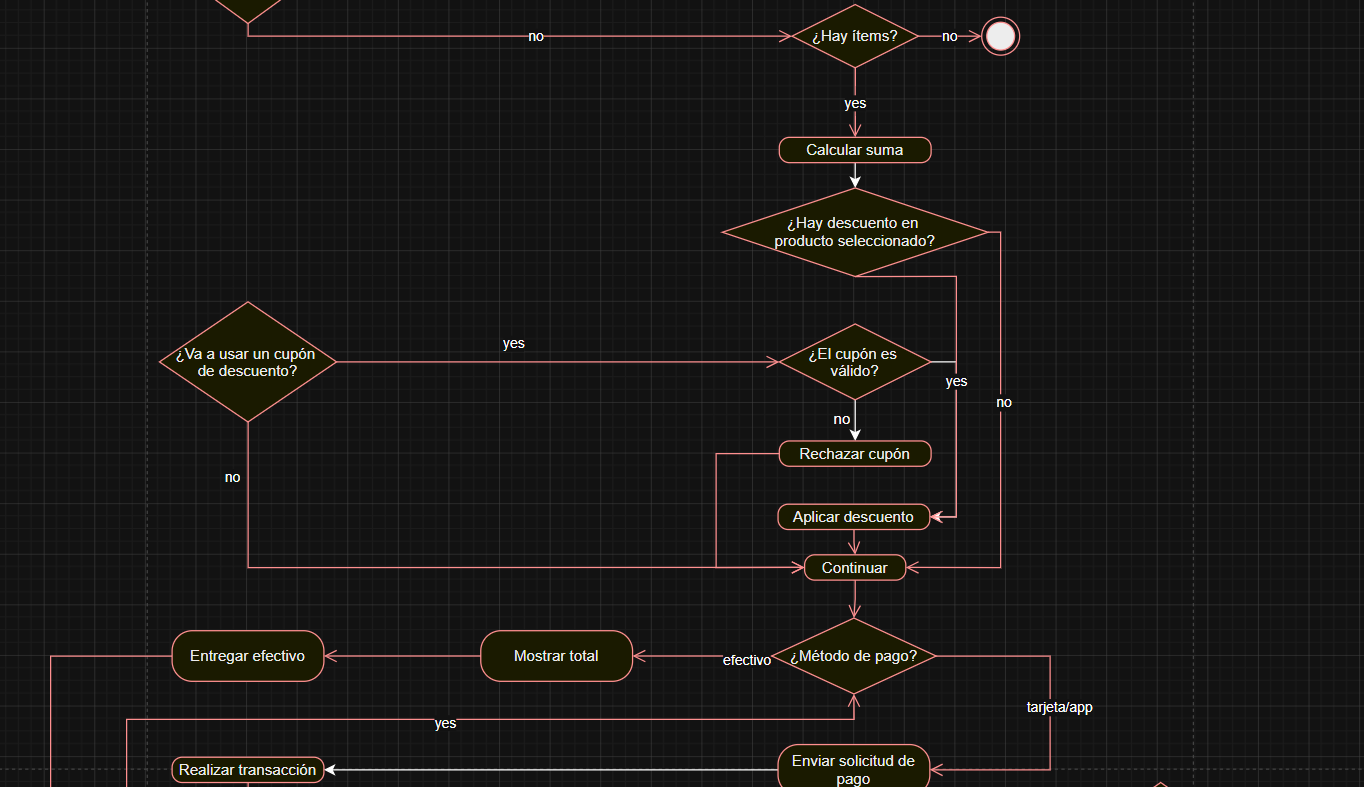 no
¿Hay ítems?
no
yes
Calcular suma
¿Hay descuento en
producto seleccionado?
yes
¿Va a usar un cupón
de descuento?
¿El cupón es
válido?
yes
no
no
Rechazar cupón
no
Aplicar descuento
Continuar
Entregar efectivo
Mostrar total
efectivo
¿Método de pago?
tarjeta/app
yes
Realizar transacción
Enviar solicitud de
pago